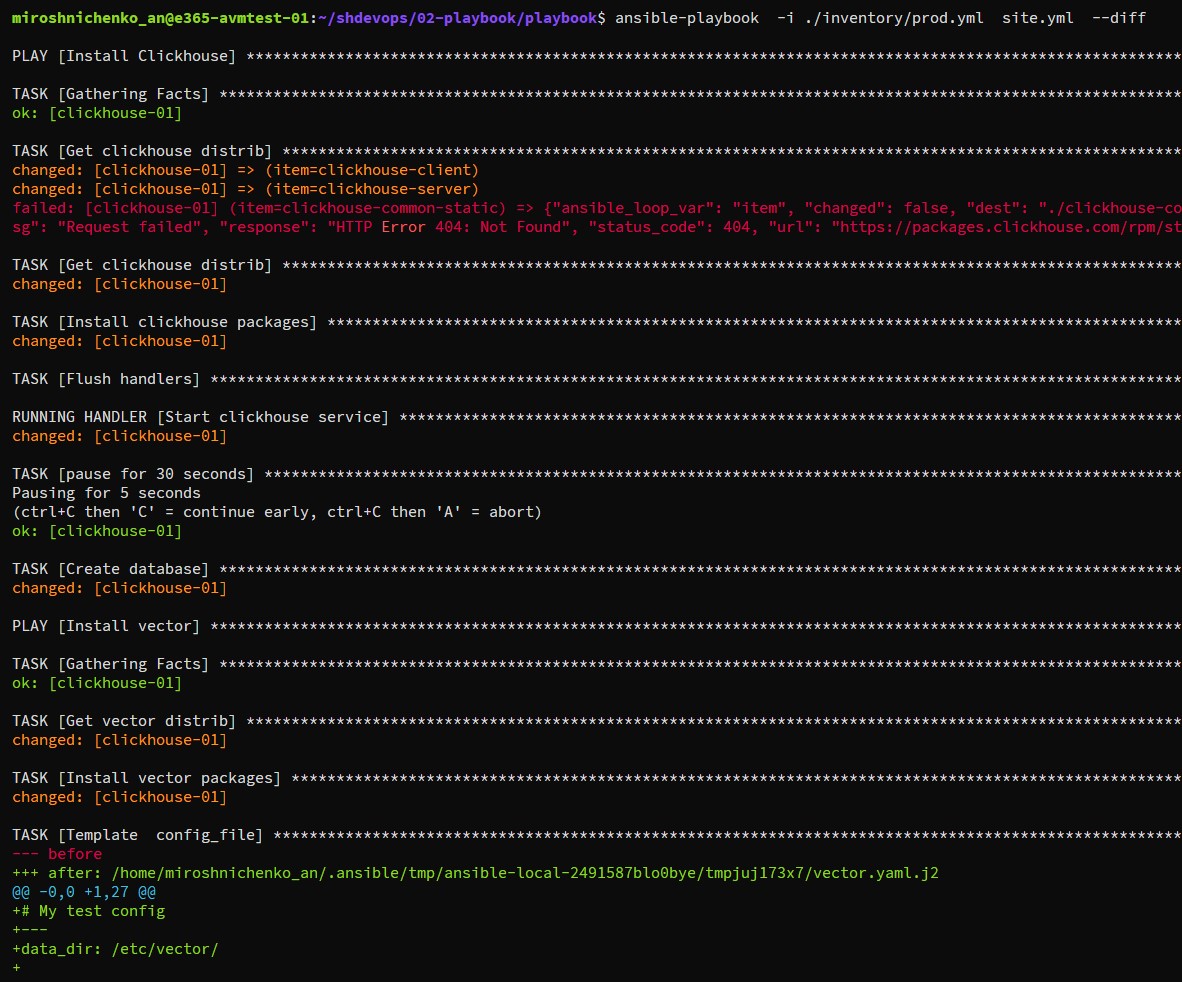 miroshnichenko_an@e365-avmtest-01:~/shdevops/02-playbook/playbook$ ansible-playbook  -i ./inventory/prod.yml  site.yml  --diff
PLAY [Install Clickhouse] ********************************************************************************************************
TASK [Gathering Facts] ***********************************************************************************************************
ok: [clickhouse-01]
TASK [Get clickhouse distrib] ****************************************************************************************************
changed: [clickhouse-01] => (item=clickhouse-client)
changed: [clickhouse-01] => (item=clickhouse-server)
failed: [clickhouse-01] (item=clickhouse-common-static) => {"ansible_loop_var": "item", "changed": false, "dest": "./clickhouse-co
sg": "Request failed", "response": "HTTP Error 404: Not Found", "status_code": 404, "url": "https://packages.clickhouse.com/rpm/st
TASK [Get clickhouse distrib] ****************************************************************************************************
changed: [clickhouse-01]
TASK [Install clickhouse packages] ***********************************************************************************************
changed: [clickhouse-01]
TASK [Flush handlers] ************************************************************************************************************
RUNNING HANDLER [Start clickhouse service] ***************************************************************************************
changed: [clickhouse-01]
TASK [pause for 30 seconds] ******************************************************************************************************
Pausing for 5 seconds
(ctrl+C then 'C' = continue early, ctrl+C then 'A' = abort)
ok: [clickhouse-01]
TASK [Create database] ***********************************************************************************************************
changed: [clickhouse-01]
PLAY [Install vector] ************************************************************************************************************
TASK [Gathering Facts] ***********************************************************************************************************
ok: [clickhouse-01]
TASK [Get vector distrib] ********************************************************************************************************
changed: [clickhouse-01]
TASK [Install vector packages] ***************************************************************************************************
changed: [clickhouse-01]
TASK [Template  config_file] *****************************************************************************************************
--- before
+++ after: /home/miroshnichenko_an/.ansible/tmp/ansible-local-2491587blo0bye/tmpjuj173x7/vector.yaml.j2
@@ -0,0 +1,27 @@
+# My test config
+---
+data_dir: /etc/vector/
+